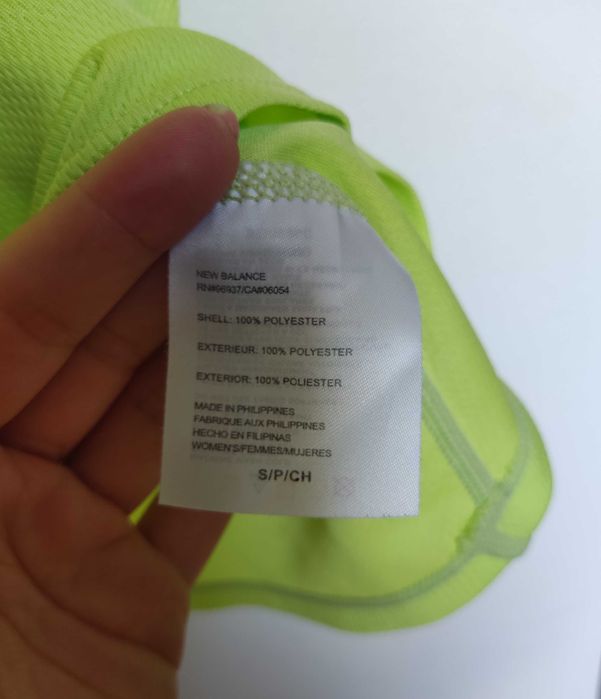 NEW BALANCE
RN#96937/CA#06054
SHELL: 100% POLYESTER
EXTERIEUR: 100% POLYESTER
EXTERIOR: 100% POLIESTER
MADE IN PHILIPPINES
FABRIQUE AUX PHILIPPINES
HECHO EN FILIPINAS
WOMEN'S/FEMMES/MUJERES
S/P/CH